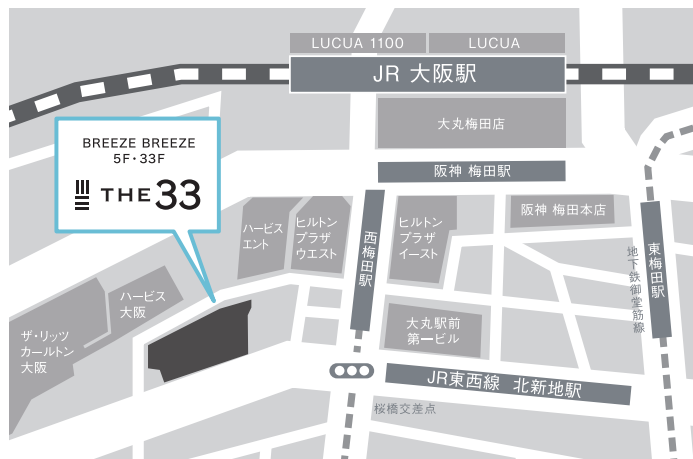 LUCUA 1100
LUCUA
JR 大阪駅
大丸梅田店
BREEZE BREEZE
5F・33F
THE 33
阪神 梅田駅
ハービス
エント
ヒルトン
プラザ
ウエスト
西梅田駅
ヒルトン
プラザ
イースト
阪神 梅田本店
東梅田駅
地下鉄御堂筋線
ハービス
大阪
ザ・リッツ
カールトン
大阪
大丸駅前
第一ビル
JR東西線 北新地駅
桜橋交差点